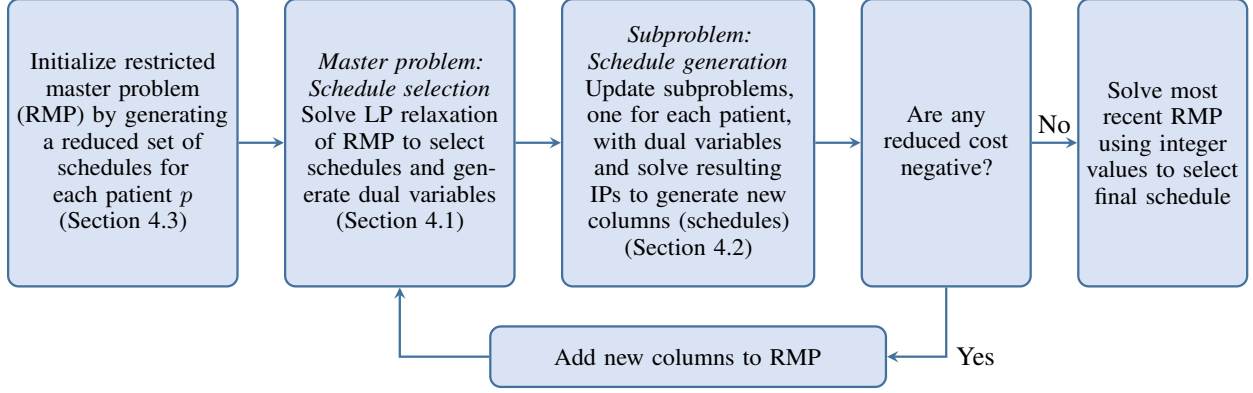 Initialize restricted
master problem
(RMP) by generating
a reduced set of
schedules for
each patient p
(Section 4.3)
Master problem:
Schedule selection
Solve LP relaxation
of RMP to select
schedules and gen-
erate dual variables
(Section 4.1)
Subproblem:
Schedule generation
Update subproblems,
one for each patient,
with dual variables
and solve resulting
IPs to generate new
columns (schedules)
(Section 4.2)
Are any
reduced cost
negative?
No
Solve most
recent RMP
using integer
values to select
final schedule
Yes
Add new columns to RMP